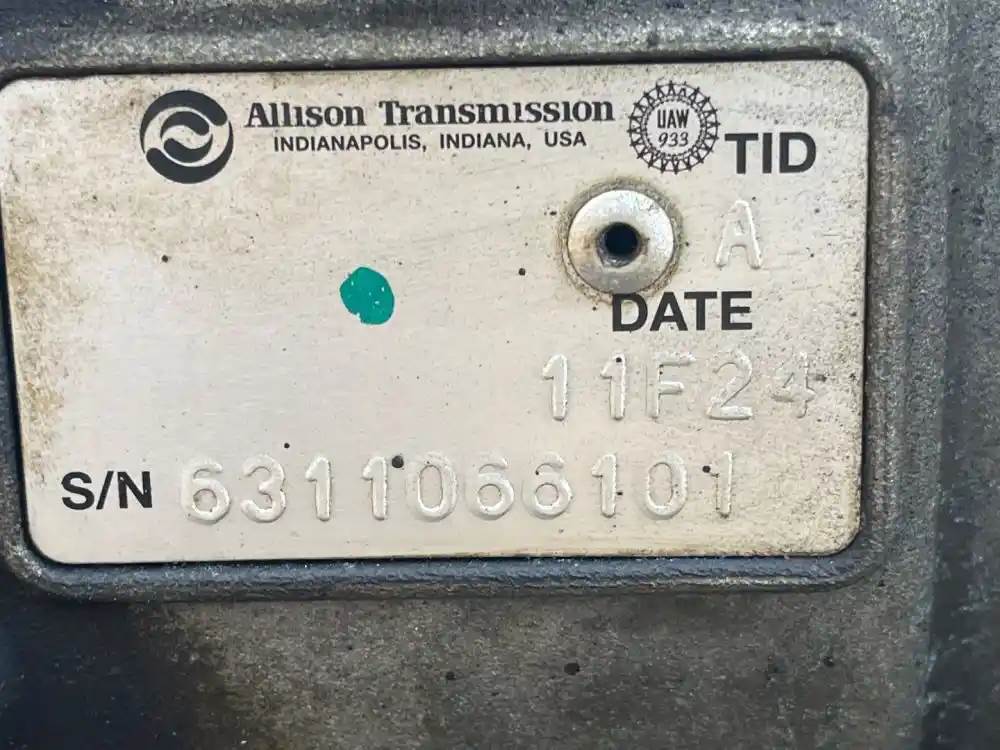 Allison Transmission
INDIANAPOLIS, INDIANA, USA
UAW
933
TID
A
DATE
11F24
S/N 6311066101